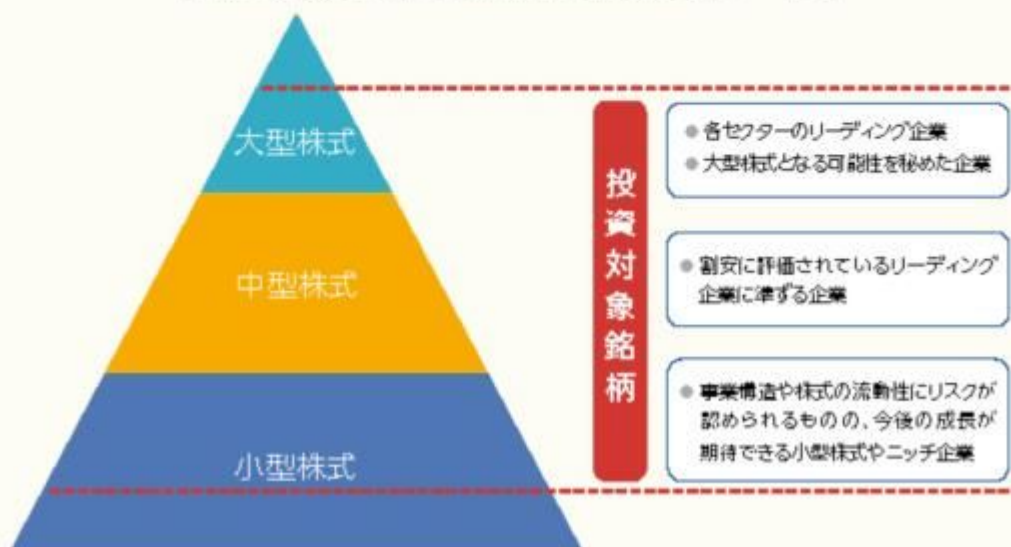 大型株式
中型株式
小型株式
投資対象銘柄
● 各セクターのリーディング企業
● 大型株式となる可能性を秘めた企業
● 割安に評価されているリーディング
企業に準ずる企業
● 事業構造や株式の流動性にリスクが
認められるものの、今後の成長が
期待できる小型株式やニッチ企業